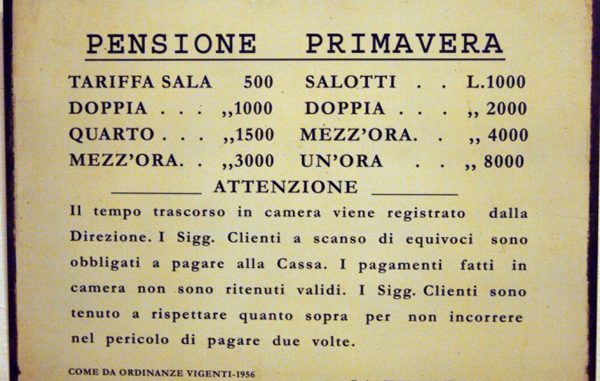 PENSIONE PRIMAVERA
TARIFFA SALA 500 SALOTTI . . L.1000
DOPPIA . . . ,,1000 DOPPIA . . . ,, 2000
QUARTO . . . ,,1500 MEZZ'ORA. . ,, 4000
MEZZ'ORA. . ,,3000 UN'ORA . . ,, 8000
ATTENZIONE
Il tempo trascorso in camera viene registrato dalla
Direzione. I Sigg. Clienti a scanso di equivoci sono
obbligati a pagare alla Cassa. I pagamenti fatti in
camera non sono ritenuti validi. I Sigg. Clienti sono
tenuto a rispettare quanto sopra per non incorrere
nel pericolo di pagare due volte.
COME DA ORDINANZE VIGENTI-1956